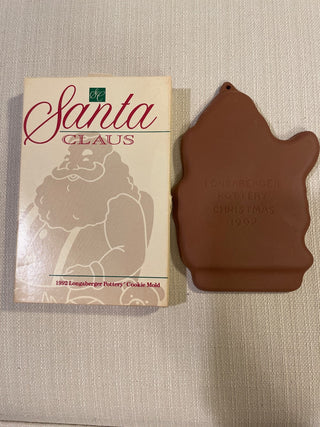 Santa
CLAUS
1992 Longaberger Pottery® Cookie Mold
LONGABERGER
POTTERY
CHRISTMAS
1992